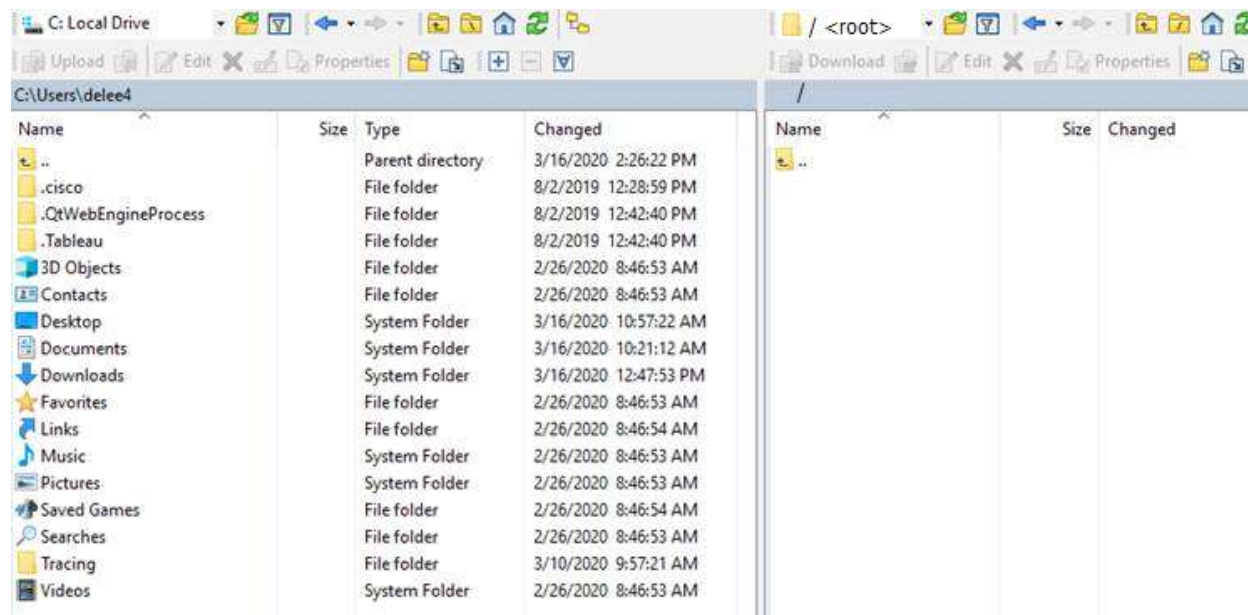 C: Local Drive
Upload Edit Properties
C:\Users\delee4
Name Size Type Changed
.. Parent directory 3/16/2020 2:26:22 PM
.cisco File folder 8/2/2019 12:28:59 PM
.QtWebEngineProcess File folder 8/2/2019 12:42:40 PM
.Tableau File folder 8/2/2019 12:42:40 PM
3D Objects File folder 2/26/2020 8:46:53 AM
Contacts File folder 2/26/2020 8:46:53 AM
Desktop System Folder 3/16/2020 10:57:22 AM
Documents System Folder 3/16/2020 10:21:12 AM
Downloads System Folder 3/16/2020 12:47:53 PM
Favorites File folder 2/26/2020 8:46:53 AM
Links File folder 2/26/2020 8:46:54 AM
Music System Folder 2/26/2020 8:46:53 AM
Pictures System Folder 2/26/2020 8:46:53 AM
Saved Games File folder 2/26/2020 8:46:54 AM
Searches File folder 2/26/2020 8:46:53 AM
Tracing File folder 3/10/2020 9:57:21 AM
Videos System Folder 2/26/2020 8:46:53 AM
/ <root>
Download Edit Properties
/
Name Size Changed
..